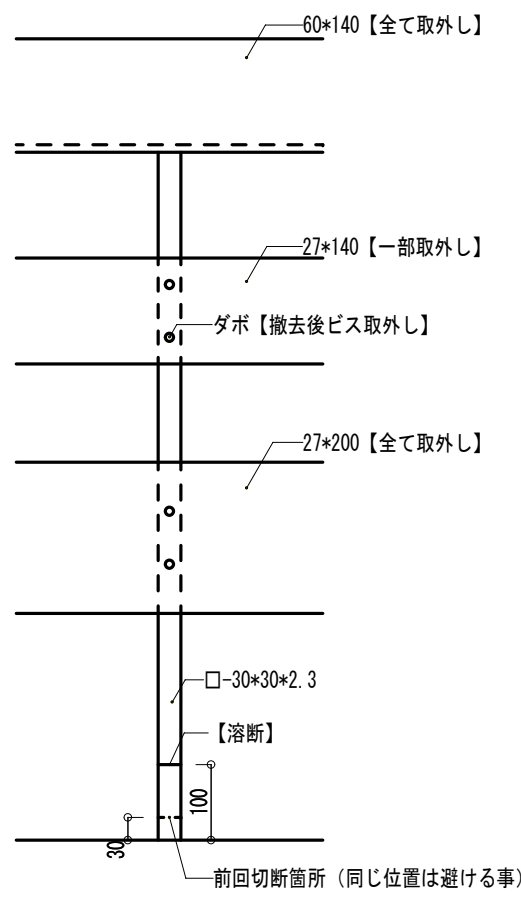 60*140【全て取外し】
27*140【一部取外し】
ダボ【撤去後ビス取外し】
27*200【全て取外し】
□-30*30*2.3
【溶断】
100
30
前回切断箇所（同じ位置は避ける事）